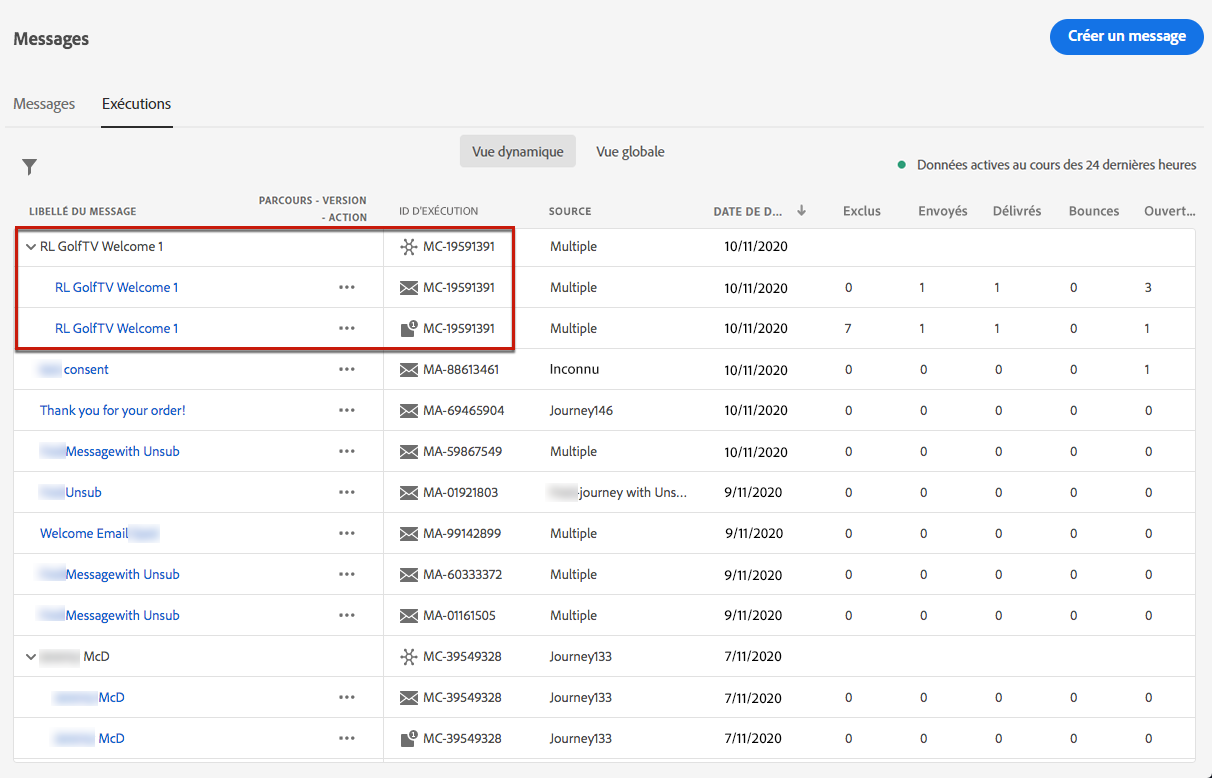 Messages
Créer un message
Messages Exécutions
Vue dynamique Vue globale
Données actives au cours des 24 dernières heures
LIBELLÉ DU MESSAGE PARCOURS - VERSION - ACTION ID D'EXÉCUTION SOURCE DATE DE D... Exclus Envoyés Délivrés Bounces Ouvert...
RL GolfTV Welcome 1 MC-19591391 Multiple 10/11/2020
RL GolfTV Welcome 1 ••• MC-19591391 Multiple 10/11/2020 0 1 1 0 3
RL GolfTV Welcome 1 ••• 1 MC-19591391 Multiple 10/11/2020 7 1 1 0 1
consent ••• MA-88613461 Inconnu 10/11/2020 0 0 0 0 1
Thank you for your order! ••• MA-69465904 Journey146 10/11/2020 0 0 0 0 0
Messagewith Unsub ••• MA-59867549 Multiple 10/11/2020 0 0 0 0 0
Unsub ••• MA-01921803 -journey with Uns... 9/11/2020 0 0 0 0 0
Welcome Email ••• MA-99142899 Multiple 9/11/2020 0 0 0 0 0
Messagewith Unsub ••• MA-60333372 Multiple 9/11/2020 0 0 0 0 0
Messagewith Unsub ••• MA-01161505 Multiple 9/11/2020 0 0 0 0 0
McD MC-39549328 Journey133 7/11/2020
McD ••• MC-39549328 Journey133 7/11/2020 0 0 0 0 0
McD ••• 1 MC-39549328 Journey133 7/11/2020 0 0 0 0 0